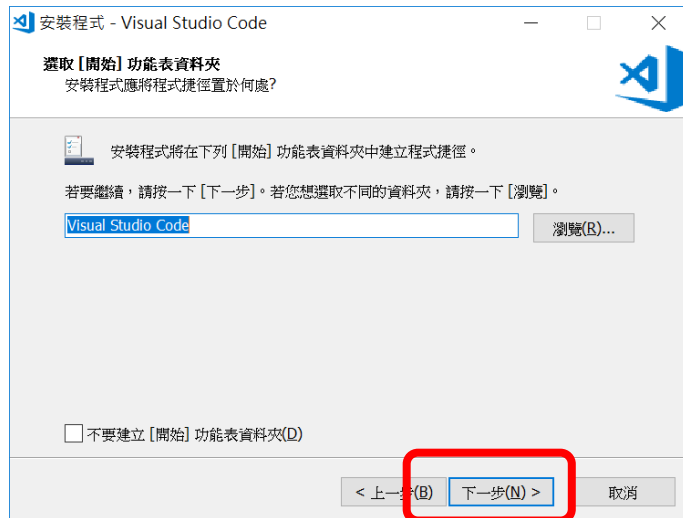 安裝程式 - Visual Studio Code
選取 [開始] 功能表資料夾
安裝程式應將程式捷徑置於何處?
安裝程式將在下列 [開始] 功能表資料夾中建立程式捷徑。
若要繼續，請按一下 [下一步]。若您想選取不同的資料夾，請按一下 [瀏覽]。
Visual Studio Code 瀏覽(R)...
不要建立 [開始] 功能表資料夾(D)
< 上一步(B) 下一步(N) > 取消